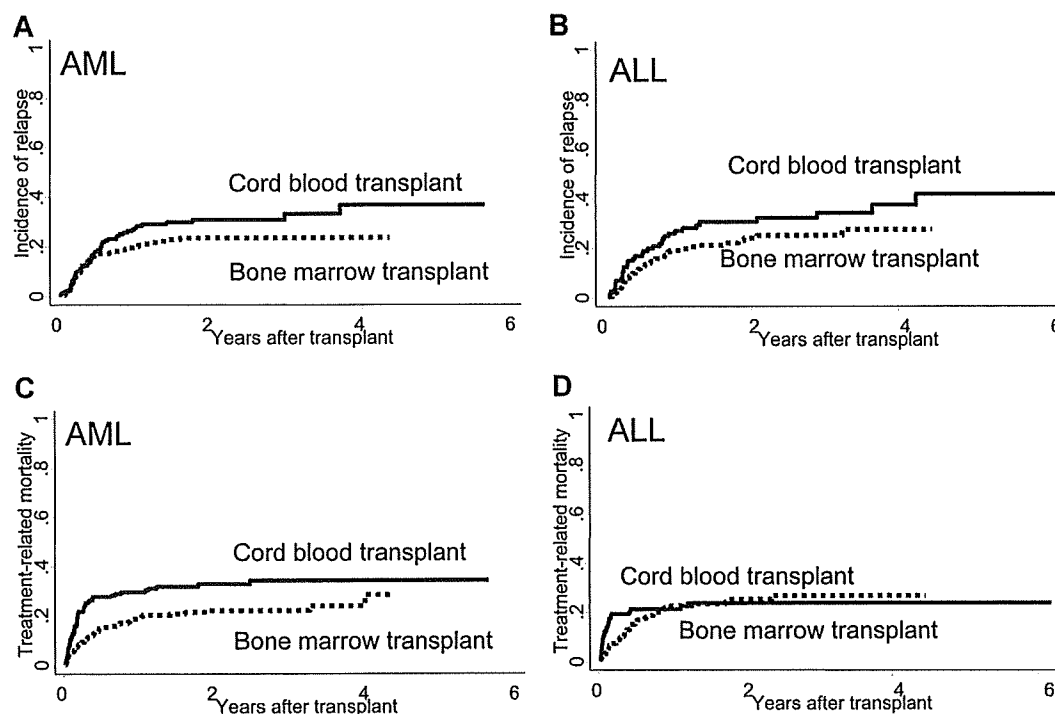 A
AML
Incidence of relapse
0 .2 .4 .6 .8 1
Cord blood transplant
Bone marrow transplant
0 2 4 6
Years after transplant
B
ALL
Incidence of relapse
0 .2 .4 .6 .8 1
Cord blood transplant
Bone marrow transplant
0 2 4 6
Years after transplant
C
AML
Treatment-related mortality
0 .2 .4 .6 .8 1
Cord blood transplant
Bone marrow transplant
0 2 4 6
Years after transplant
D
ALL
Treatment-related mortality
0 .2 .4 .6 .8 1
Cord blood transplant
Bone marrow transplant
0 2 4 6
Years after transplant